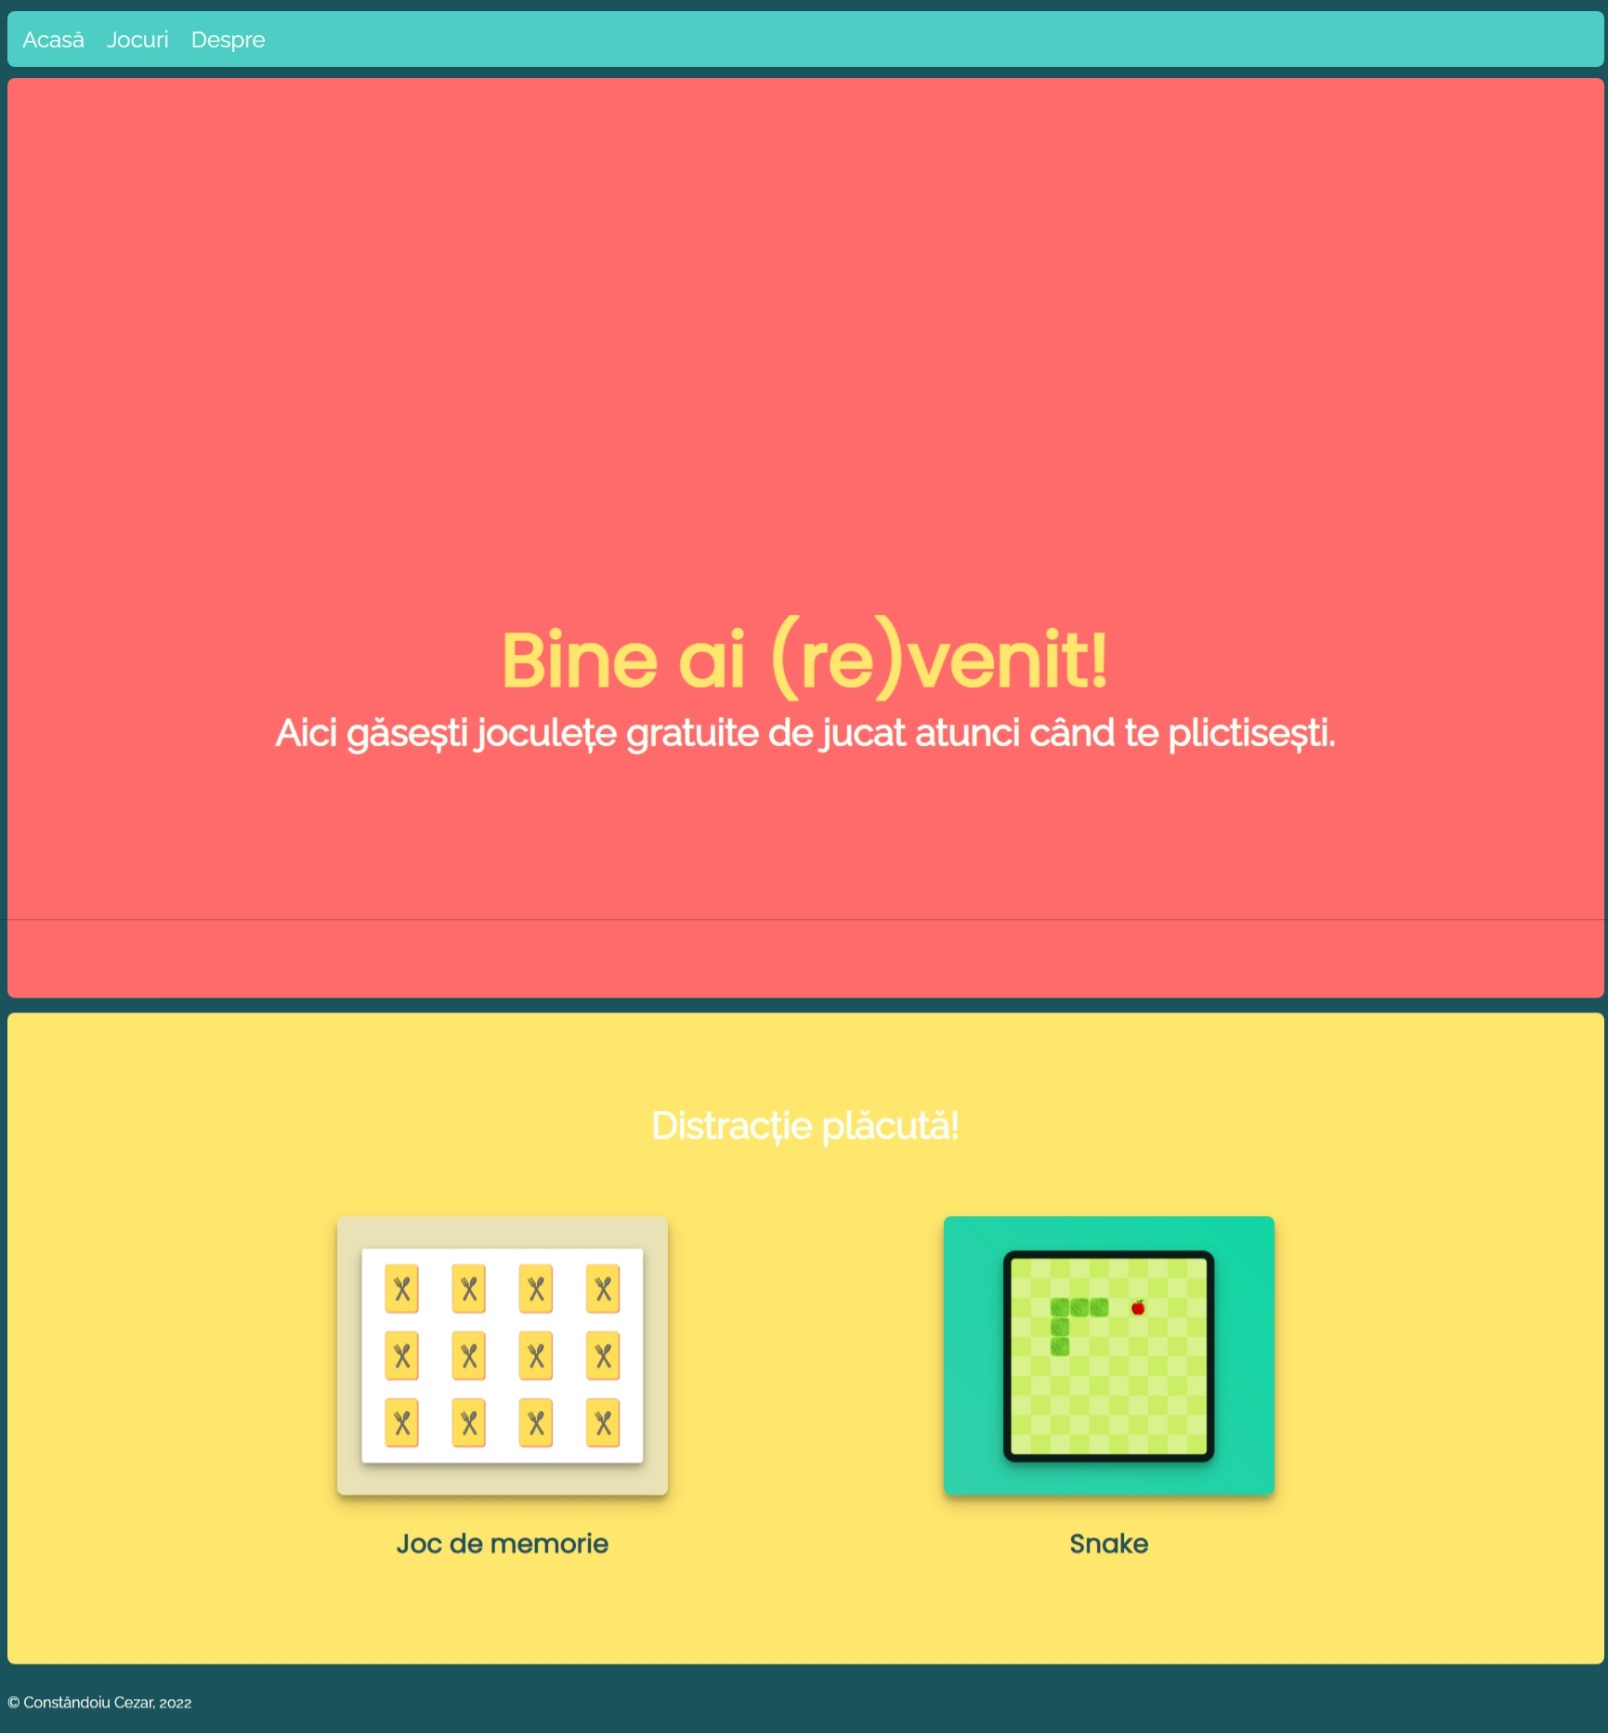 Acasă Jocuri Despre
Bine ai (re)venit!
Aici găsești joculețe gratuite de jucat atunci când te plictisești.
Distracție plăcută!
Joc de memorie
Snake
© Constăndoiu Cezar, 2022